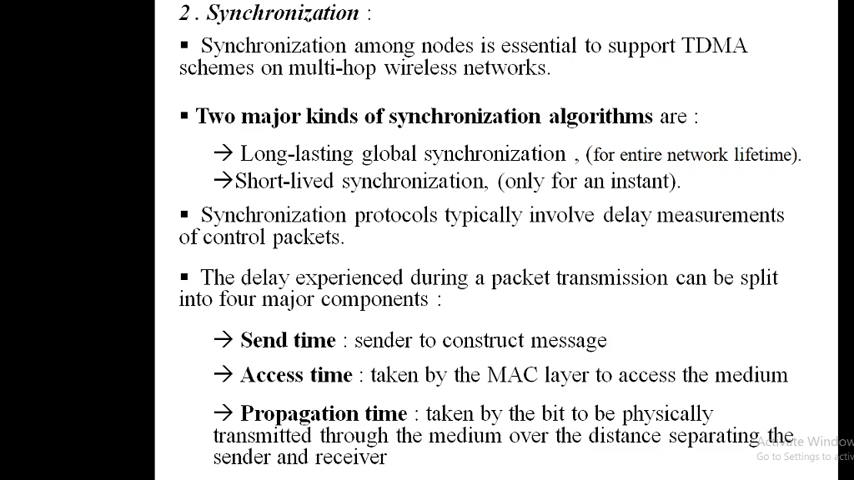 2 . Synchronization :
▪ Synchronization among nodes is essential to support TDMA
schemes on multi-hop wireless networks.
▪ Two major kinds of synchronization algorithms are :
→ Long-lasting global synchronization , (for entire network lifetime).
→Short-lived synchronization, (only for an instant).
▪ Synchronization protocols typically involve delay measurements
of control packets.
▪ The delay experienced during a packet transmission can be split
into four major components :
→ Send time : sender to construct message
→ Access time : taken by the MAC layer to access the medium
→ Propagation time : taken by the bit to be physically
transmitted through the medium over the distance separating the
sender and receiver
Activate Window
Go to Settings to activ